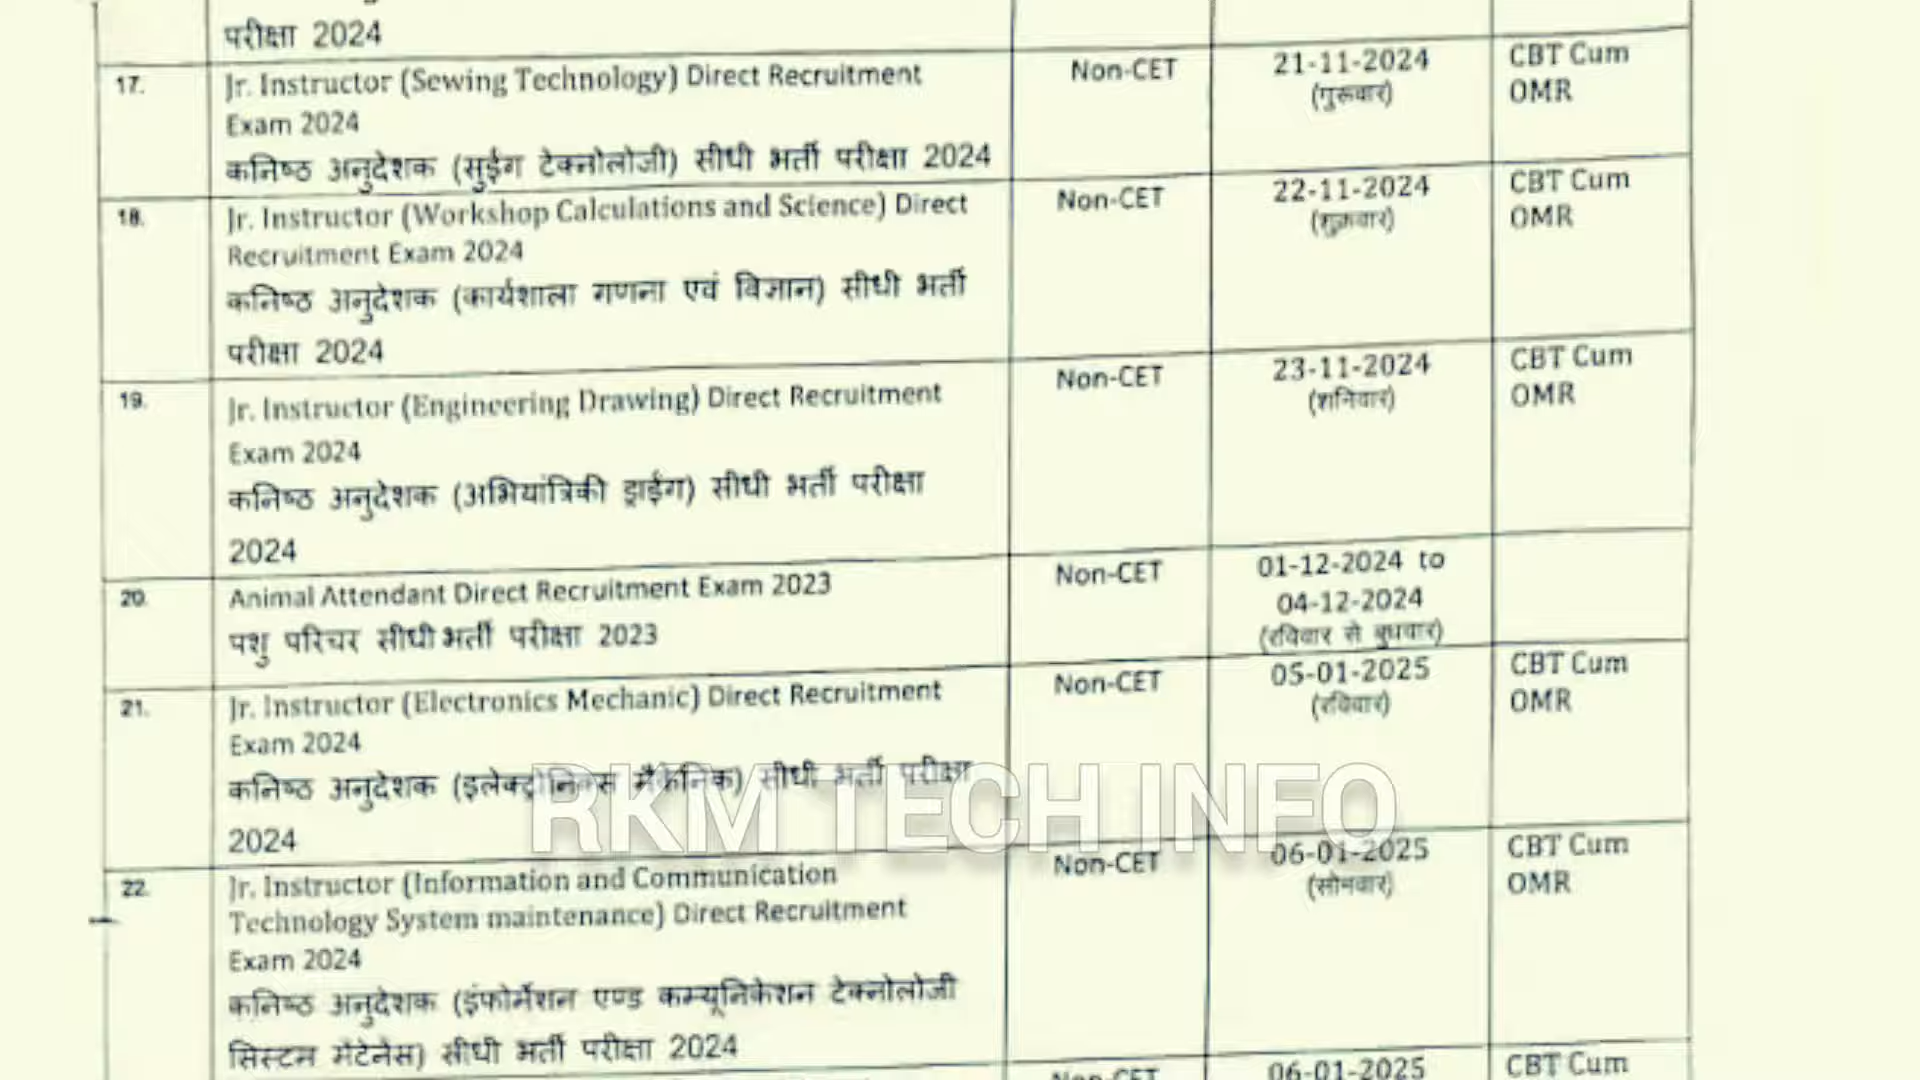 परीक्षा 2024
17. Jr. Instructor (Sewing Technology) Direct Recruitment Non-CET 21-11-2024 CBT Cum
Exam 2024 (गुरूवार) OMR
कनिष्ठ अनुदेशक (सुईंग टेक्नोलोजी) सीधी भर्ती परीक्षा 2024
18. Jr. Instructor (Workshop Calculations and Science) Direct Non-CET 22-11-2024 CBT Cum
Recruitment Exam 2024 (शुक्रवार) OMR
कनिष्ठ अनुदेशक (कार्यशाला गणना एवं विज्ञान) सीधी भर्ती
परीक्षा 2024
19. Jr. Instructor (Engineering Drawing) Direct Recruitment Non-CET 23-11-2024 CBT Cum
Exam 2024 (शनिवार) OMR
कनिष्ठ अनुदेशक (अभियांत्रिकी ड्राईंग) सीधी भर्ती परीक्षा
2024
20. Animal Attendant Direct Recruitment Exam 2023 Non-CET 01-12-2024 to
04-12-2024
पशु परिचर सीधी भर्ती परीक्षा 2023 (रविवार से बुधवार)
21. Jr. Instructor (Electronics Mechanic) Direct Recruitment Non-CET 05-01-2025 CBT Cum
Exam 2024 (रविवार) OMR
कनिष्ठ अनुदेशक (इलेक्ट्रोनिक्स मैकेनिक) सीधी भर्ती परीक्षा
2024
RKM TECH INFO
22. Jr. Instructor (Information and Communication Non-CET 06-01-2025 CBT Cum
Technology System maintenance) Direct Recruitment (सोमवार) OMR
Exam 2024
कनिष्ठ अनुदेशक (इंफोर्मेशन एण्ड कम्यूनिकेशन टेक्नोलोजी
सिस्टम मेंटेनेंस) सीधी भर्ती परीक्षा 2024
Non-CET 06-01-2025 CBT Cum